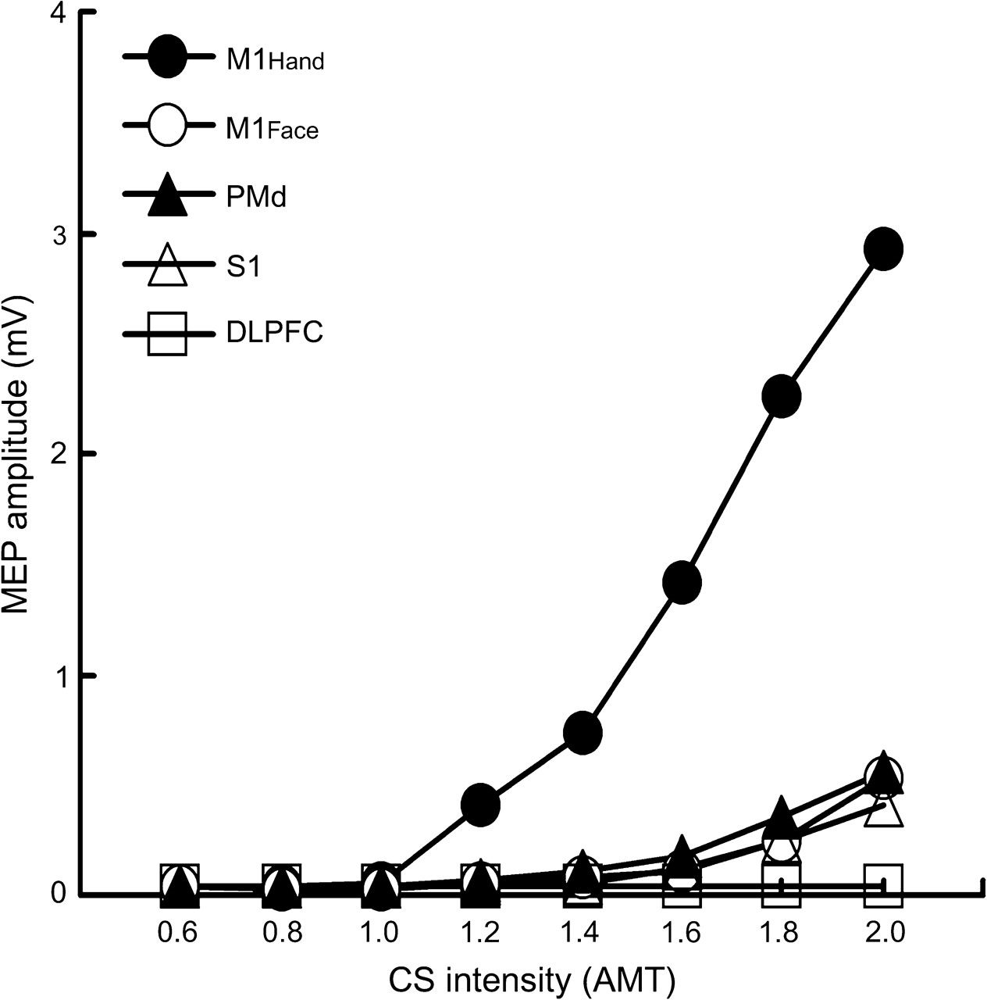 4
3
2
1
0
MEP amplitude (mV)
M1Hand
M1Face
PMd
S1
DLPFC
0.6 0.8 1.0 1.2 1.4 1.6 1.8 2.0
CS intensity (AMT)